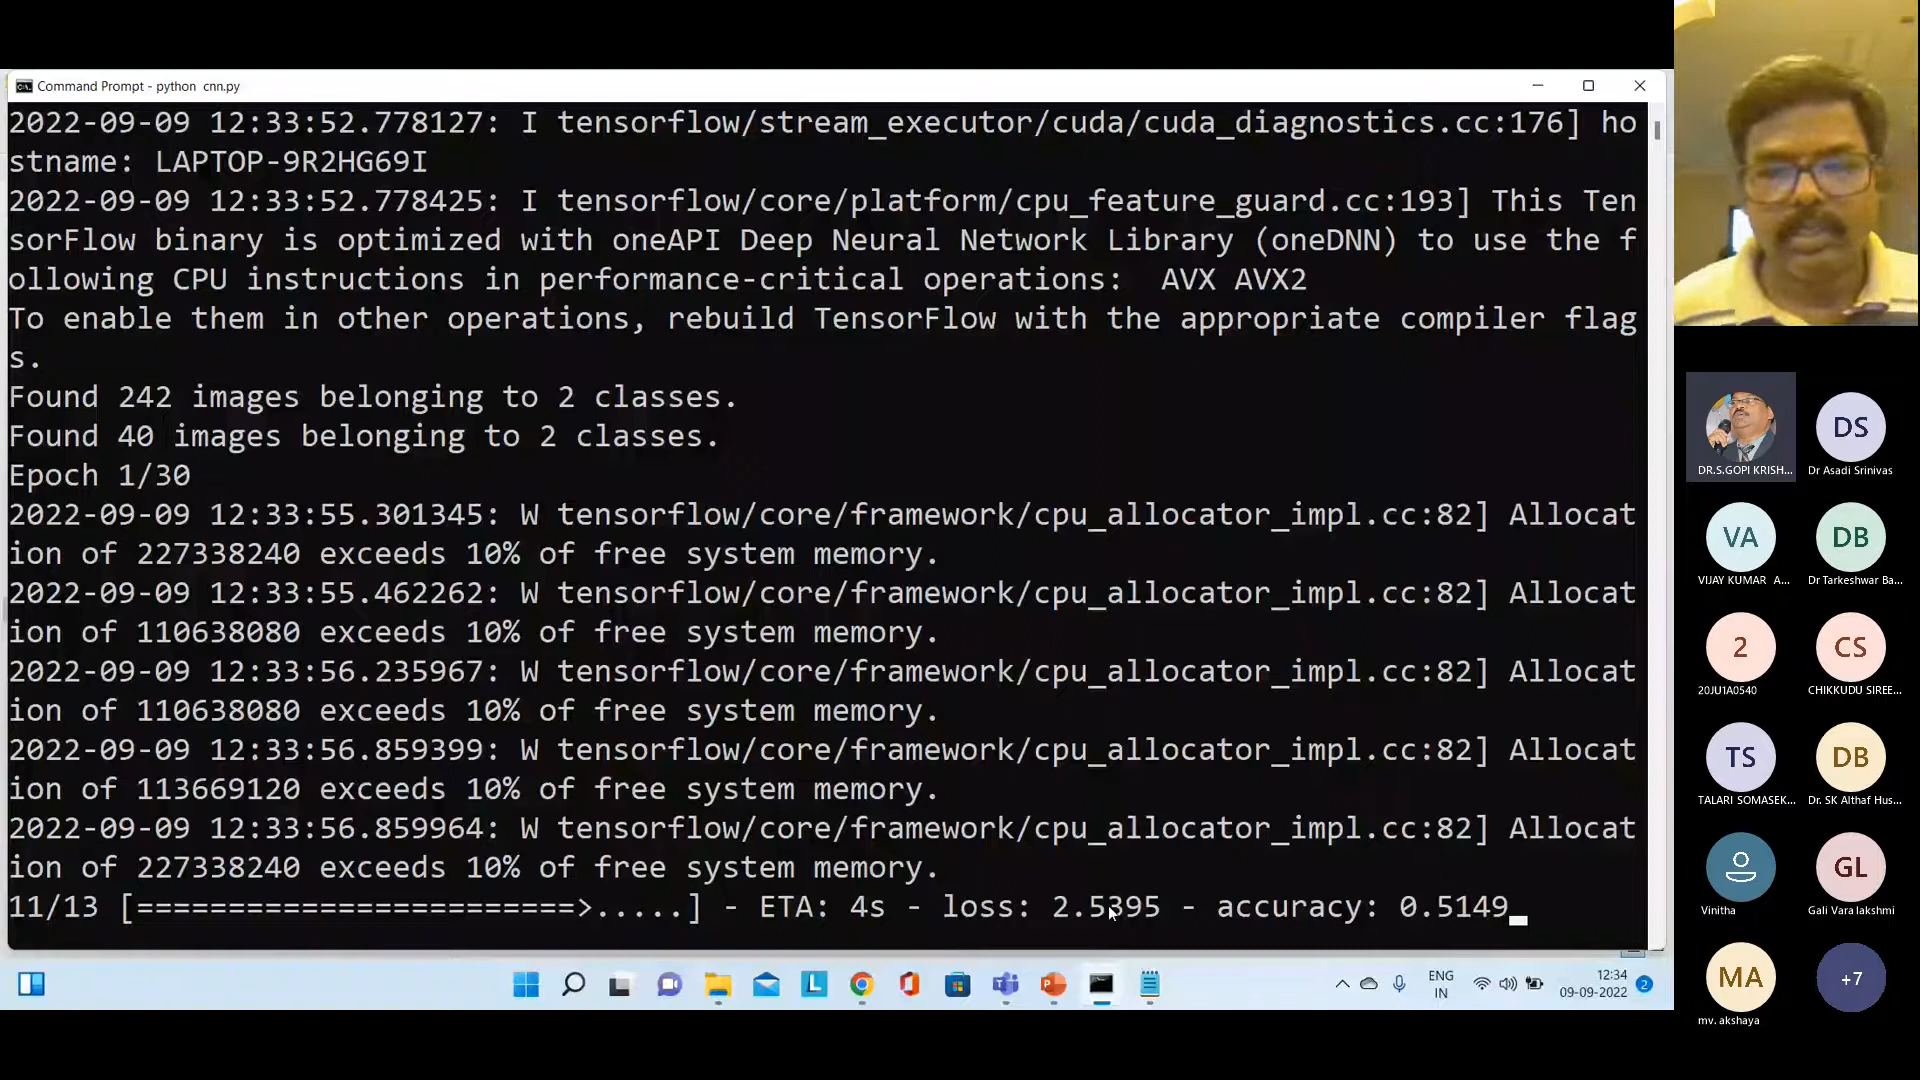 Command Prompt - python cnn.py
2022-09-09 12:33:52.778127: I tensorflow/stream_executor/cuda/cuda_diagnostics.cc:176] ho
stname: LAPTOP-9R2HG69I
2022-09-09 12:33:52.778425: I tensorflow/core/platform/cpu_feature_guard.cc:193] This Ten
sorFlow binary is optimized with oneAPI Deep Neural Network Library (oneDNN) to use the f
ollowing CPU instructions in performance-critical operations:  AVX AVX2
To enable them in other operations, rebuild TensorFlow with the appropriate compiler flag
s.
Found 242 images belonging to 2 classes.
Found 40 images belonging to 2 classes.
Epoch 1/30
2022-09-09 12:33:55.301345: W tensorflow/core/framework/cpu_allocator_impl.cc:82] Allocat
ion of 227338240 exceeds 10% of free system memory.
2022-09-09 12:33:55.462262: W tensorflow/core/framework/cpu_allocator_impl.cc:82] Allocat
ion of 110638080 exceeds 10% of free system memory.
2022-09-09 12:33:56.235967: W tensorflow/core/framework/cpu_allocator_impl.cc:82] Allocat
ion of 110638080 exceeds 10% of free system memory.
2022-09-09 12:33:56.859399: W tensorflow/core/framework/cpu_allocator_impl.cc:82] Allocat
ion of 113669120 exceeds 10% of free system memory.
2022-09-09 12:33:56.859964: W tensorflow/core/framework/cpu_allocator_impl.cc:82] Allocat
ion of 227338240 exceeds 10% of free system memory.
11/13 [========================>.....] - ETA: 4s - loss: 2.5395 - accuracy: 0.5149
ENG
IN
12:34
09-09-2022
2
DR.S.GOPI KRISH...
DS
Dr Asadi Srinivas
VA
VIJAY KUMAR A...
DB
Dr Tarkeshwar Ba...
2
20JU1A0540
CS
CHIKKUDU SIREE...
TS
TALARI SOMASEK...
DB
Dr. SK Althaf Hus...
Vinitha
GL
Gali Vara lakshmi
MA
mv. akshaya
+7